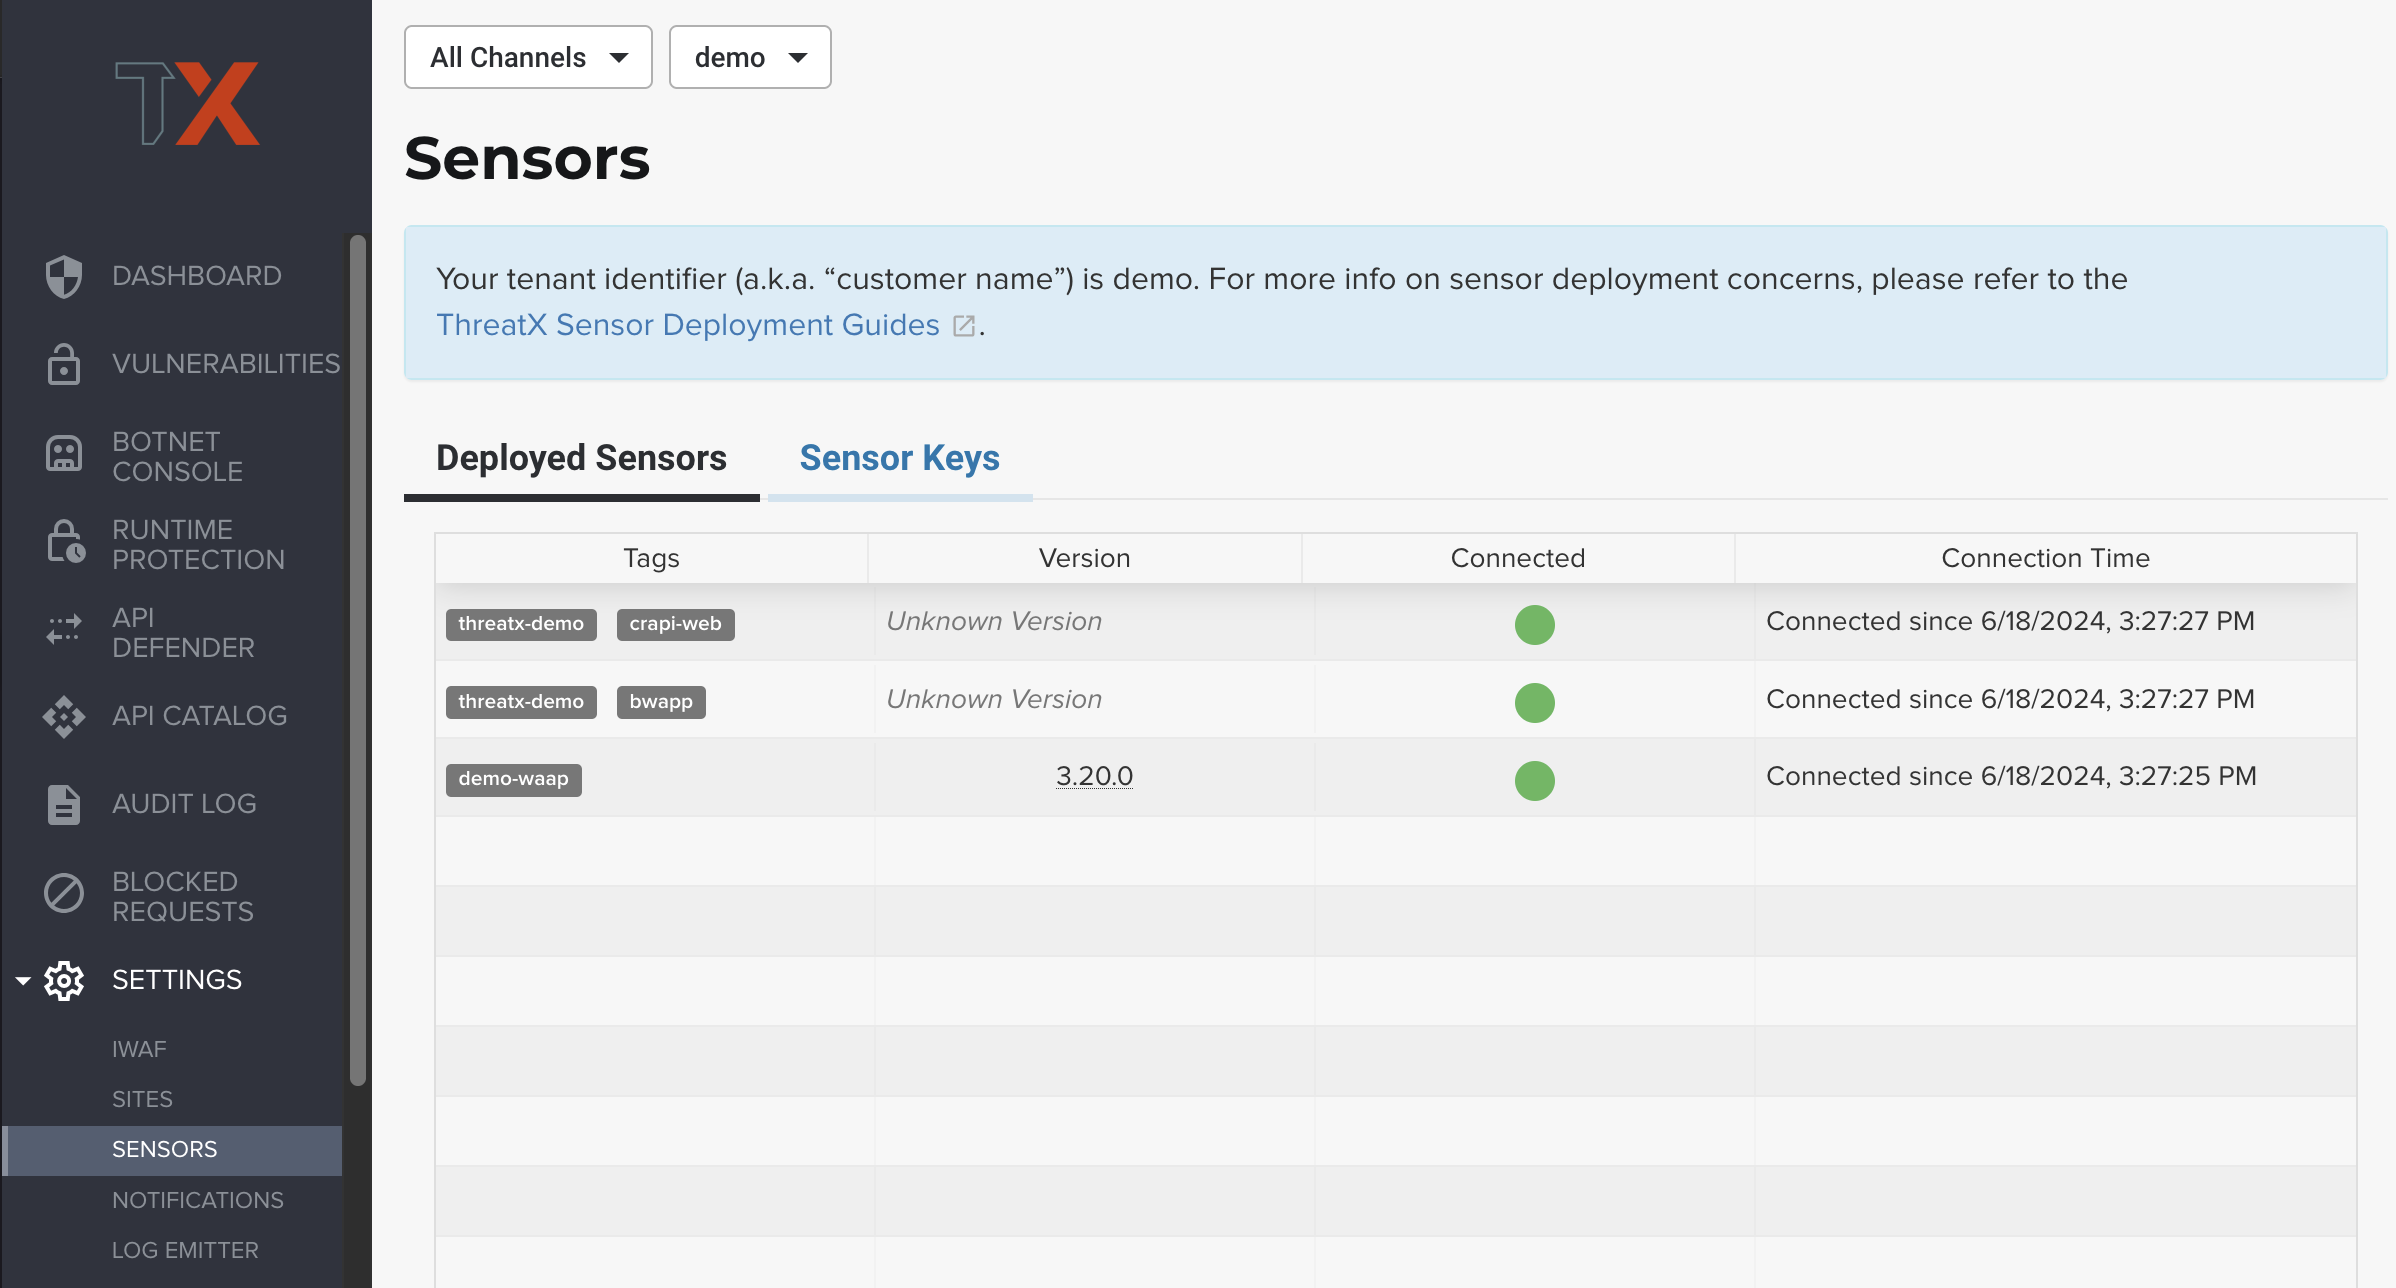 TX
DASHBOARD
VULNERABILITIES
BOTNET
CONSOLE
RUNTIME
PROTECTION
API
DEFENDER
API CATALOG
AUDIT LOG
BLOCKED
REQUESTS
SETTINGS
IWAF
SITES
SENSORS
NOTIFICATIONS
LOG EMITTER
All Channels demo
Sensors
Your tenant identifier (a.k.a. “customer name”) is demo. For more info on sensor deployment concerns, please refer to the
ThreatX Sensor Deployment Guides .
Deployed Sensors Sensor Keys
Tags Version Connected Connection Time
threatx-demo crapi-web Unknown Version Connected since 6/18/2024, 3:27:27 PM
threatx-demo bwapp Unknown Version Connected since 6/18/2024, 3:27:27 PM
demo-waap 3.20.0 Connected since 6/18/2024, 3:27:25 PM